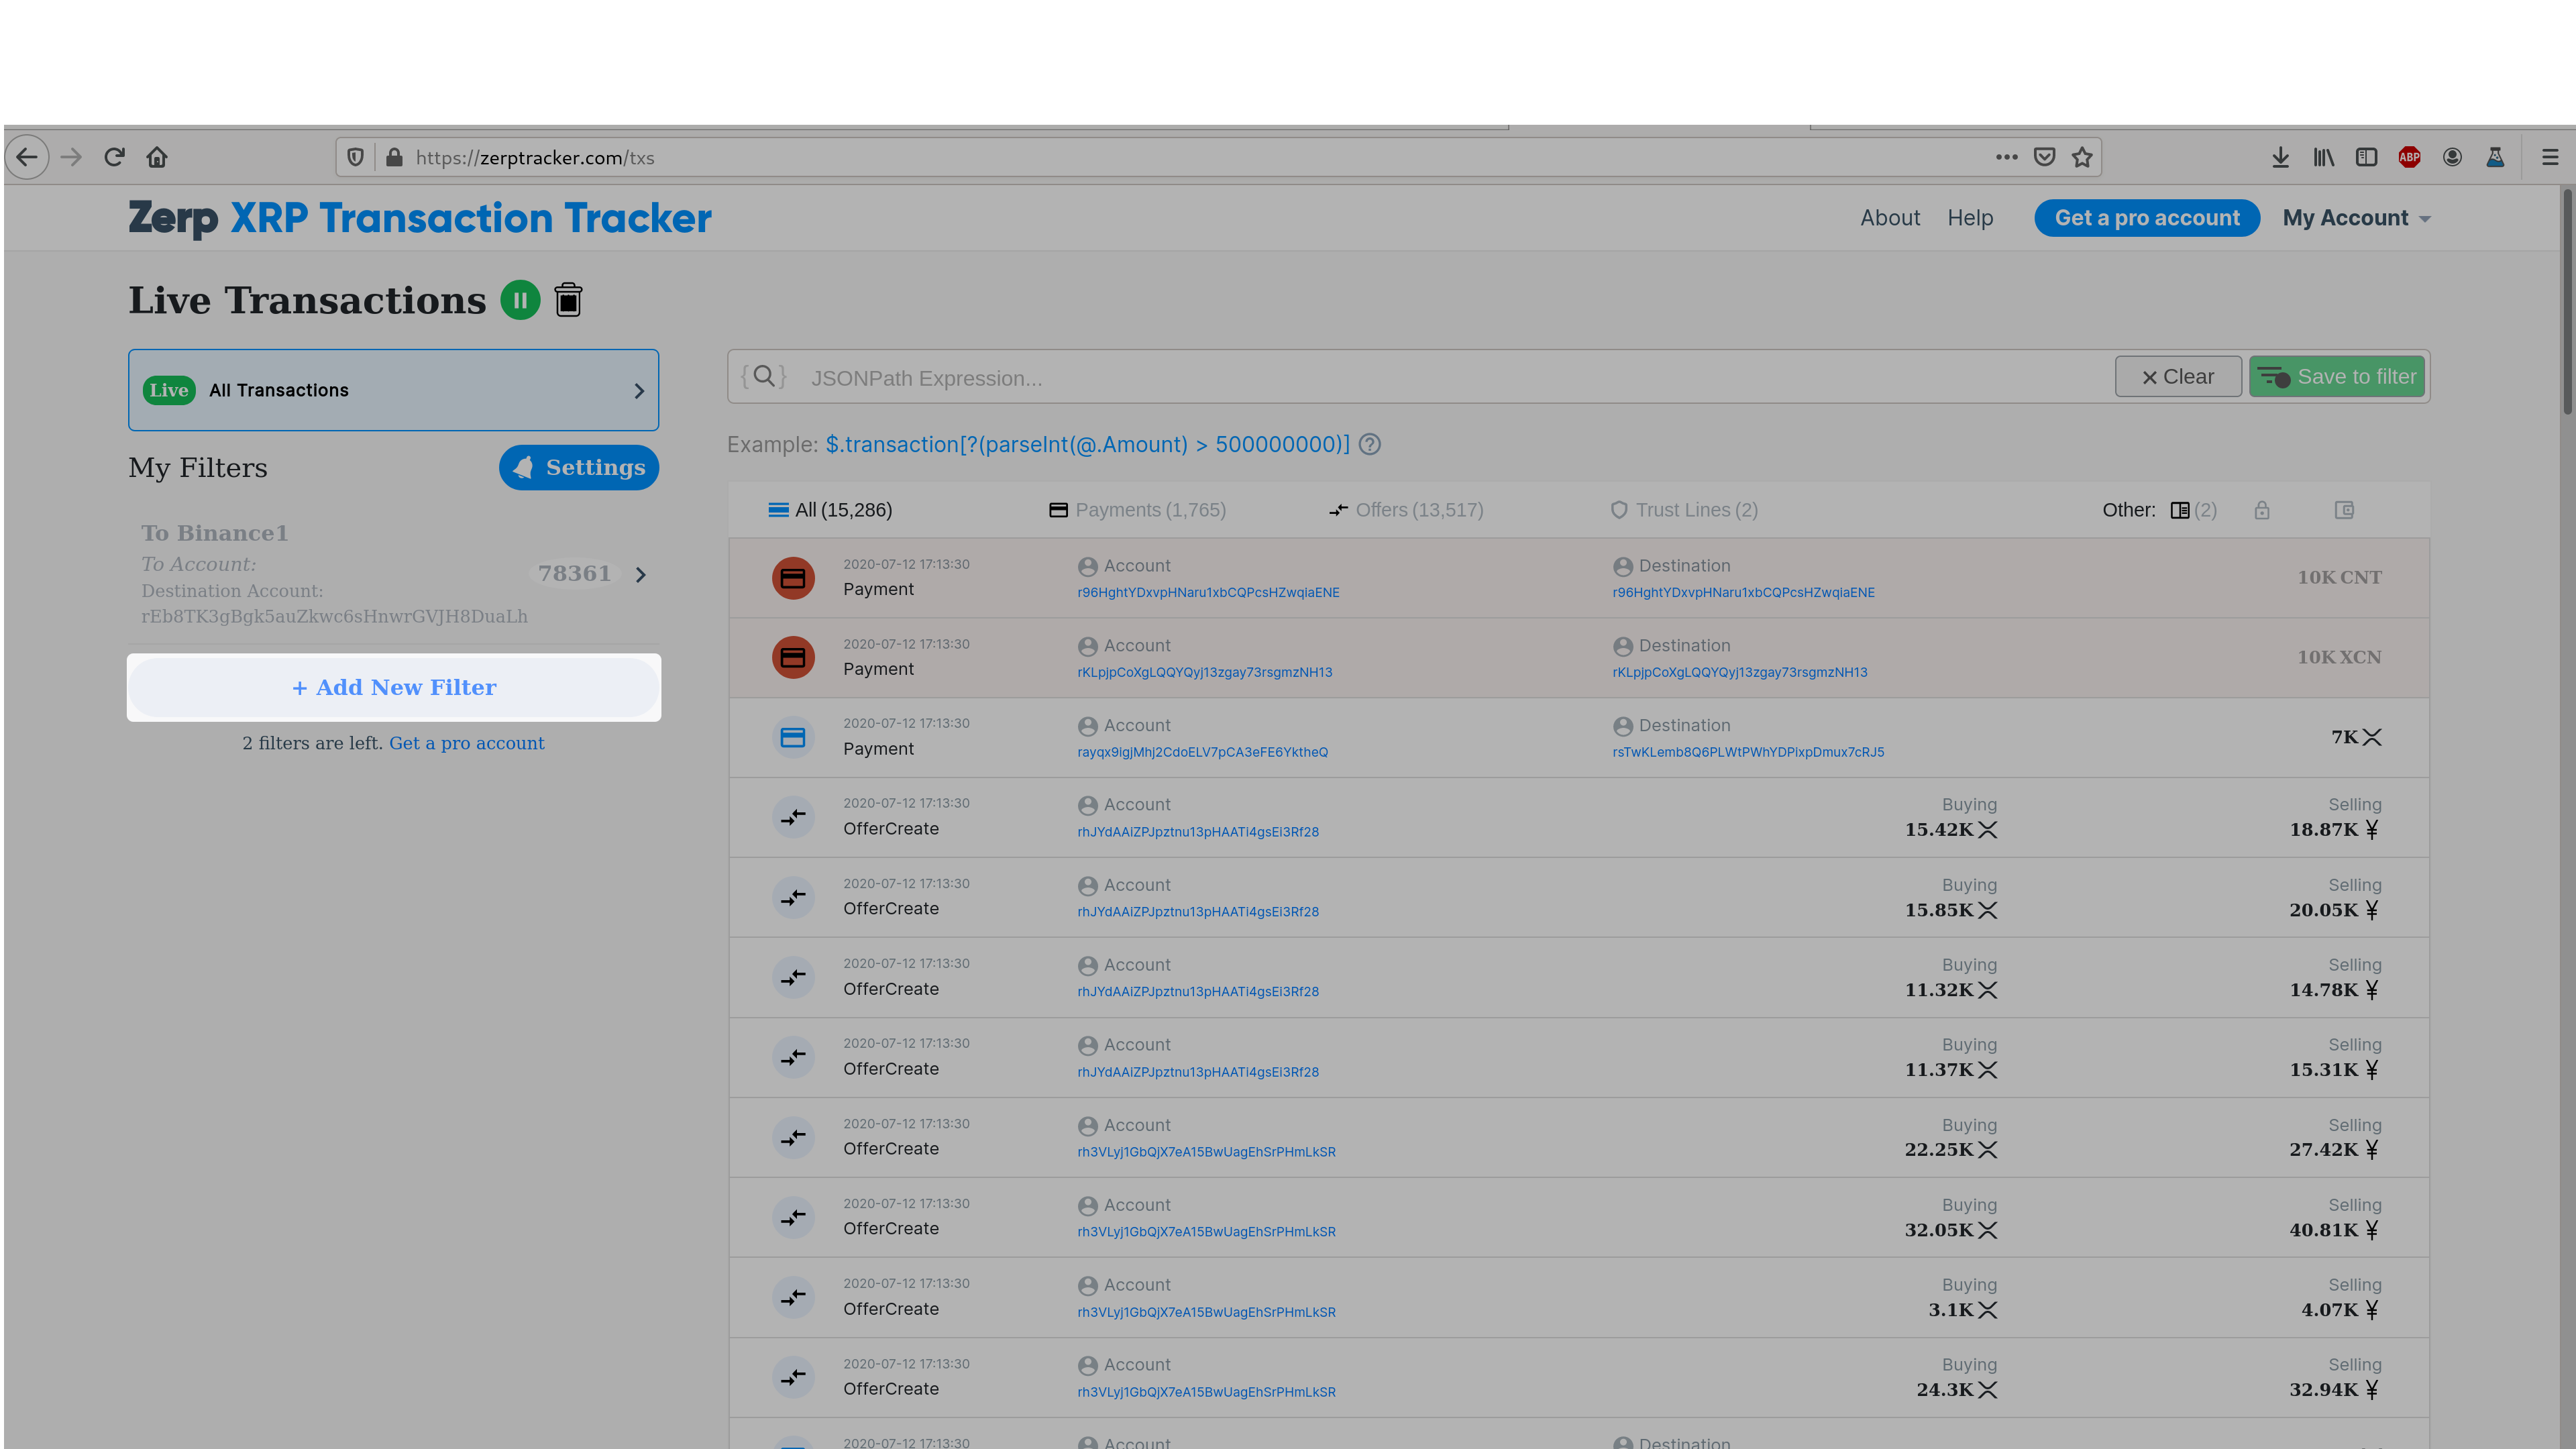 https://zerptracker.com/txs
ABP
Zerp XRP Transaction Tracker
About Help Get a pro account My Account
Live Transactions
Live All Transactions
JSONPath Expression...
Clear
Save to filter
Example: $.transaction[?(parseInt(@.Amount) > 500000000)]
My Filters
Settings
To Binance1
To Account:
Destination Account:
rEb8TK3gBgk5auZkwc6sHnwrGVJH8DuaLh
78361
+ Add New Filter
2 filters are left. Get a pro account
All (15,286) Payments (1,765) Offers (13,517) Trust Lines (2) Other: (2)
2020-07-12 17:13:30 Account Destination
Payment r96HghtYDxvpHNaru1xbCQPcsHZwqiaENE r96HghtYDxvpHNaru1xbCQPcsHZwqiaENE 10K CNT
2020-07-12 17:13:30 Account Destination
Payment rKLpjpCoXgLQQYQyj13zgay73rsgmzNH13 rKLpjpCoXgLQQYQyj13zgay73rsgmzNH13 10K XCN
2020-07-12 17:13:30 Account Destination
Payment rayqx9igjMhj2CdoELV7pCA3eFE6YktheQ rsTwKLemb8Q6PLWtPWhYDPixpDmux7cRJ5 7K
2020-07-12 17:13:30 Account Buying Selling
OfferCreate rhJYdAAiZPJpztnu13pHAATi4gsEi3Rf28 15.42K 18.87K ¥
2020-07-12 17:13:30 Account Buying Selling
OfferCreate rhJYdAAiZPJpztnu13pHAATi4gsEi3Rf28 15.85K 20.05K ¥
2020-07-12 17:13:30 Account Buying Selling
OfferCreate rhJYdAAiZPJpztnu13pHAATi4gsEi3Rf28 11.32K 14.78K ¥
2020-07-12 17:13:30 Account Buying Selling
OfferCreate rhJYdAAiZPJpztnu13pHAATi4gsEi3Rf28 11.37K 15.31K ¥
2020-07-12 17:13:30 Account Buying Selling
OfferCreate rh3VLyj1GbQjX7eA15BwUagEhSrPHmLkSR 22.25K 27.42K ¥
2020-07-12 17:13:30 Account Buying Selling
OfferCreate rh3VLyj1GbQjX7eA15BwUagEhSrPHmLkSR 32.05K 40.81K ¥
2020-07-12 17:13:30 Account Buying Selling
OfferCreate rh3VLyj1GbQjX7eA15BwUagEhSrPHmLkSR 3.1K 4.07K ¥
2020-07-12 17:13:30 Account Buying Selling
OfferCreate rh3VLyj1GbQjX7eA15BwUagEhSrPHmLkSR 24.3K 32.94K ¥
2020-07-12 17:13:30 Account Destination